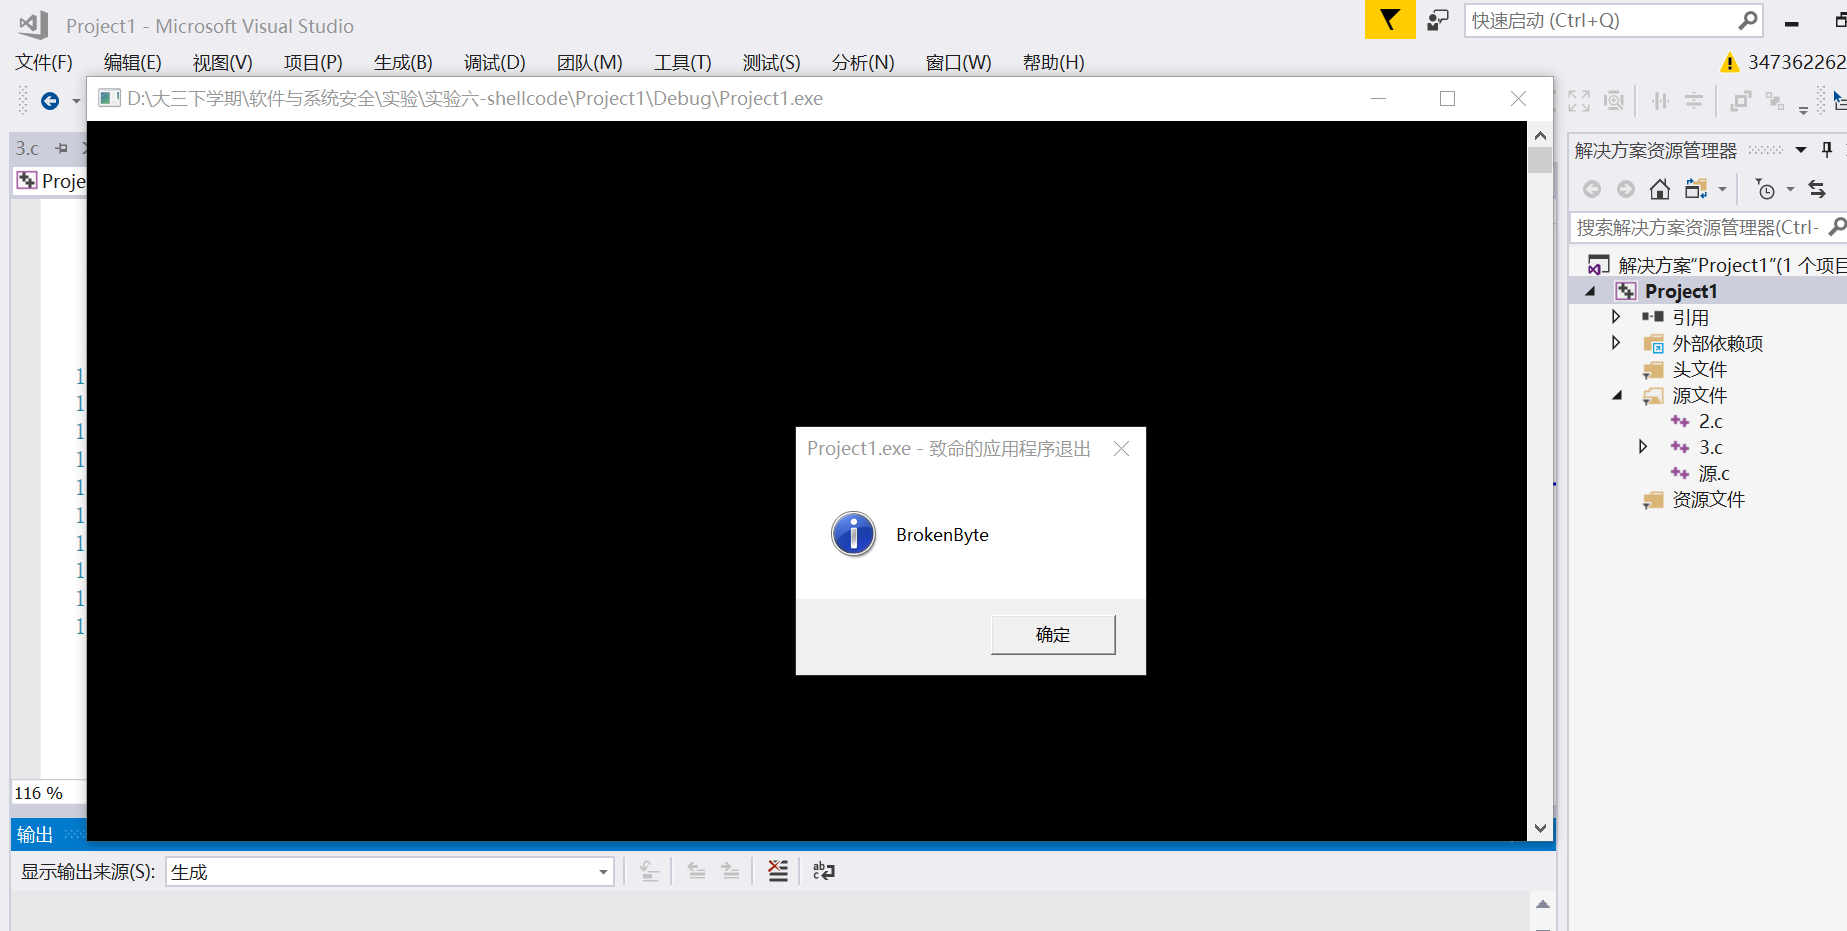 Project1 - Microsoft Visual Studio
快速启动 (Ctrl+Q)
文件(F) 编辑(E) 视图(V) 项目(P) 生成(B) 调试(D) 团队(M) 工具(T) 测试(S) 分析(N) 窗口(W) 帮助(H)
347362262
D:\大三下学期\软件与系统安全\实验\实验六-shellcode\Project1\Debug\Project1.exe
3.c
Proje
1
1
1
1
1
1
1
1
1
1
Project1.exe - 致命的应用程序退出
BrokenByte
确定
116 %
输出
显示输出来源(S): 生成
解决方案资源管理器
搜索解决方案资源管理器(Ctrl-
解决方案"Project1"(1 个项目
Project1
引用
外部依赖项
头文件
源文件
2.c
3.c
源.c
资源文件